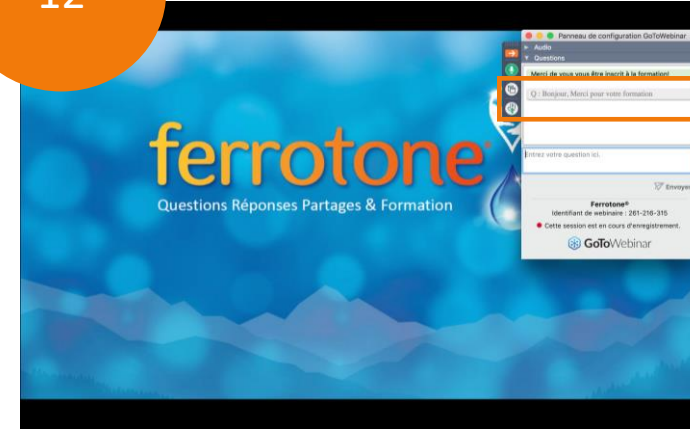 12
Panneau de configuration GoToWebinar
Audio
Questions
Merci de vous vous être inscrit à la formation!
Q : Bonjour, Merci pour votre formation
ferrotone
Questions Réponses Partages & Formation
Entrez votre question ici.
Envoyer
Ferrotone®
Identifiant de webinaire : 261-216-315
Cette session est en cours d'enregistrement.
GoToWebinar